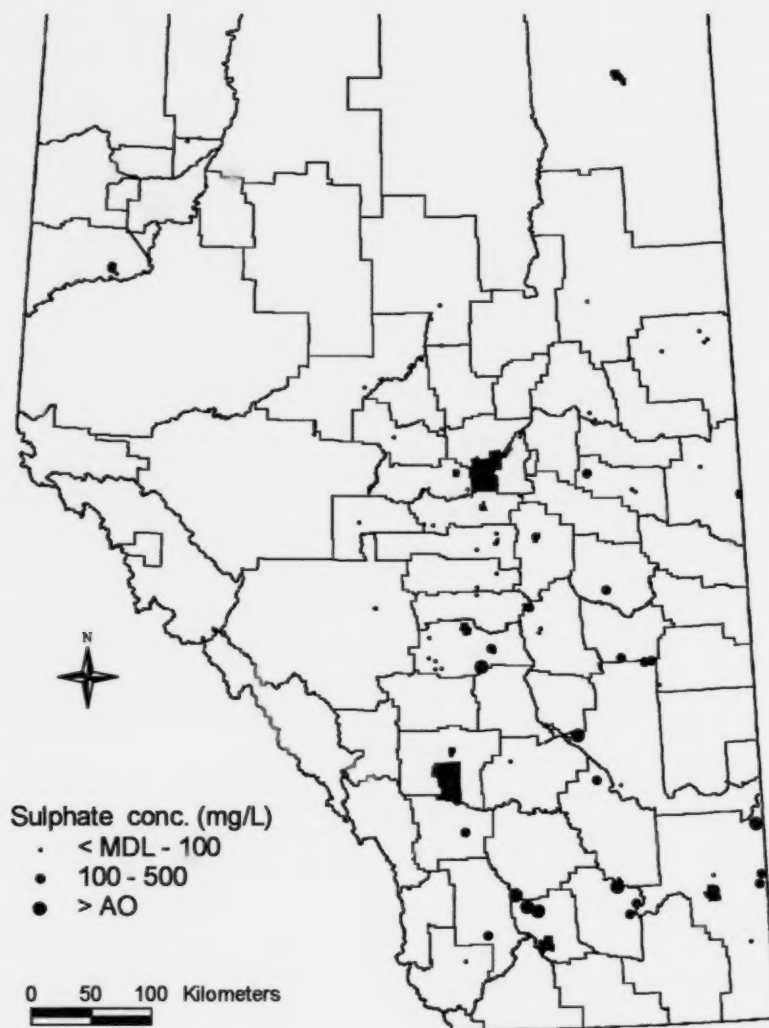 N
Sulphate conc. (mg/L)
< MDL - 100
100 - 500
> AO
0 50 100 Kilometers